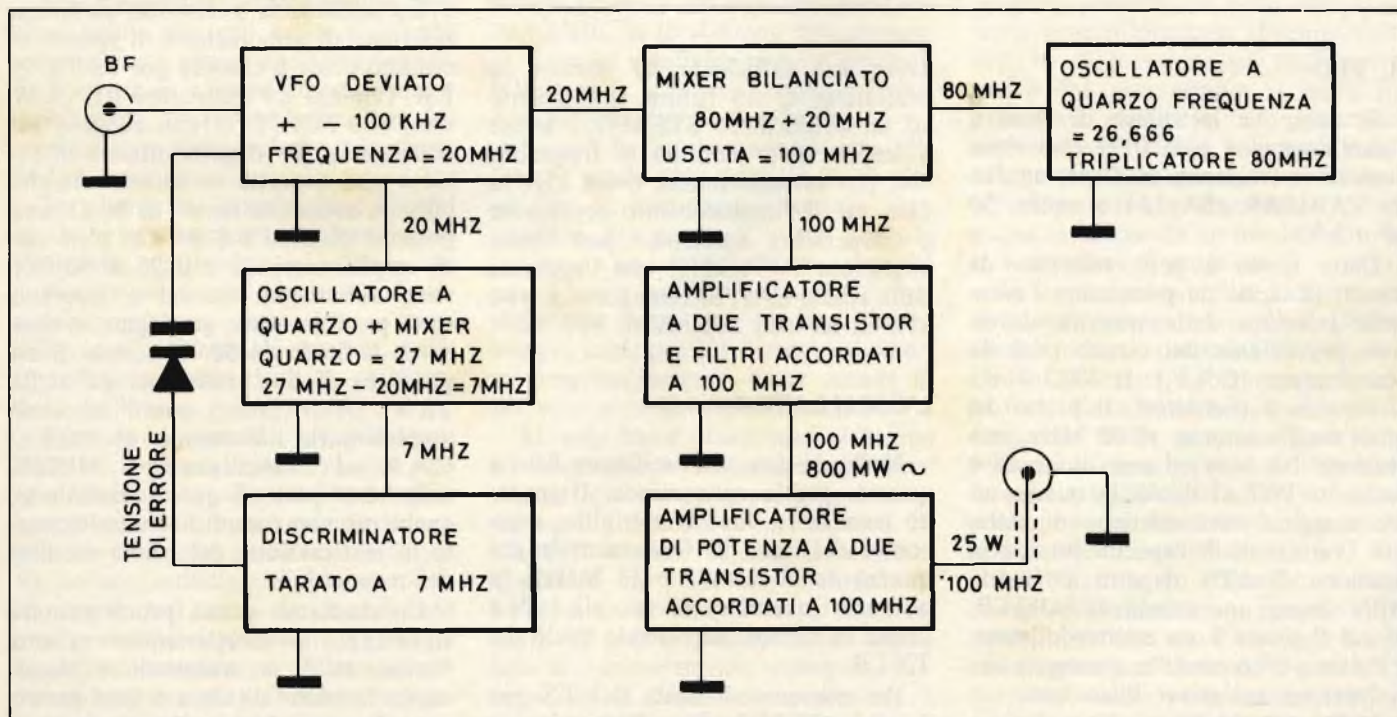 BF
VFO DEVIATO
+ 100 KHZ
–
FREQUENZA = 20MHZ
20MHZ
MIXER BILANCIATO
80MHZ + 20MHZ
USCITA = 100 MHZ
80 MHZ
OSCILLATORE A
QUARZO FREQUENZA
= 26,666
TRIPLICATORE 80MHZ
20 MHZ
100 MHZ
OSCILLATORE A
QUARZO + MIXER
QUARZO = 27 MHZ
27 MHZ – 20MHZ = 7MHZ
AMPLIFICATORE
A DUE TRANSISTOR
E FILTRI ACCORDATI
A 100 MHZ
TENSIONE
DI ERRORE
7 MHZ
100 MHZ
800MW ~
DISCRIMINATORE
TARATO A 7 MHZ
AMPLIFICATORE
DI POTENZA A DUE
TRANSISTOR
ACCORDATI A 100 MHZ
25 W
100 MHZ